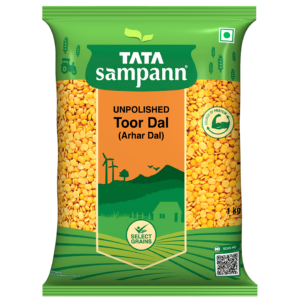 TATA
sampann
UNPOLISHED
Toor Dal
(Arhar Dal)
SELECT
GRAINS
1 KG